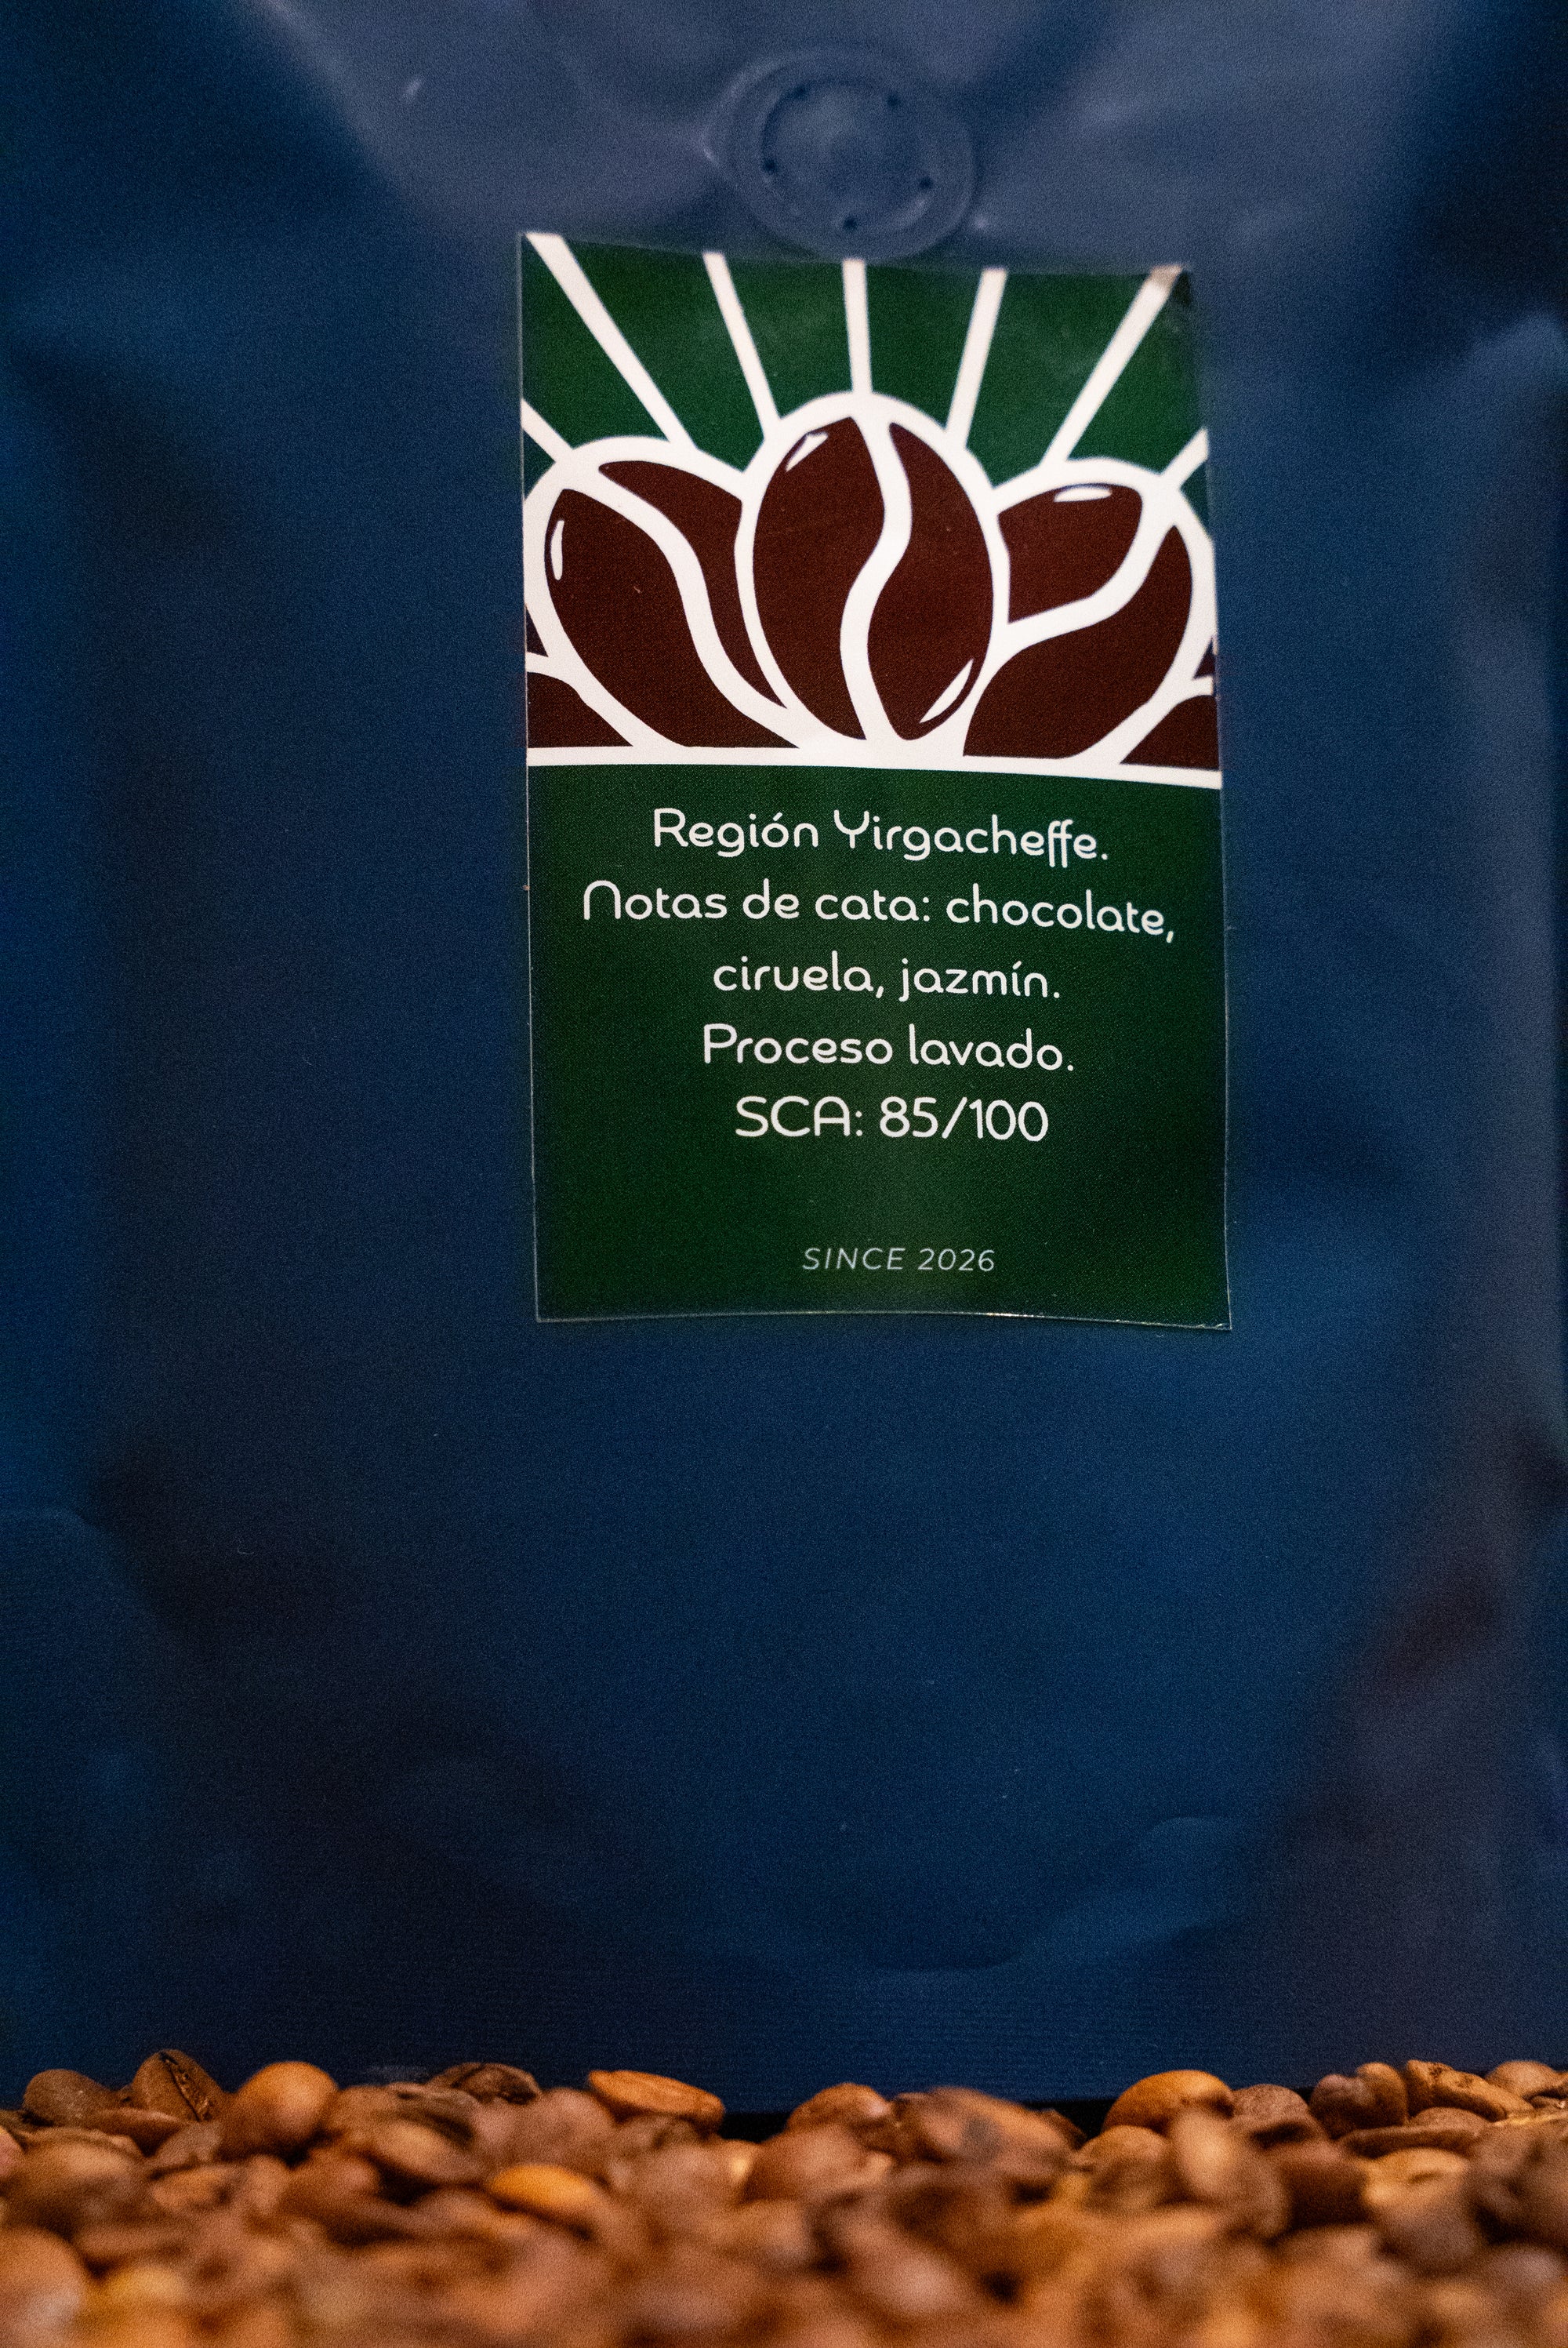 Región Yirgacheffe.
Notas de cata: chocolate,
ciruela, jazmín.
Proceso lavado.
SCA: 85/100
SINCE 2026